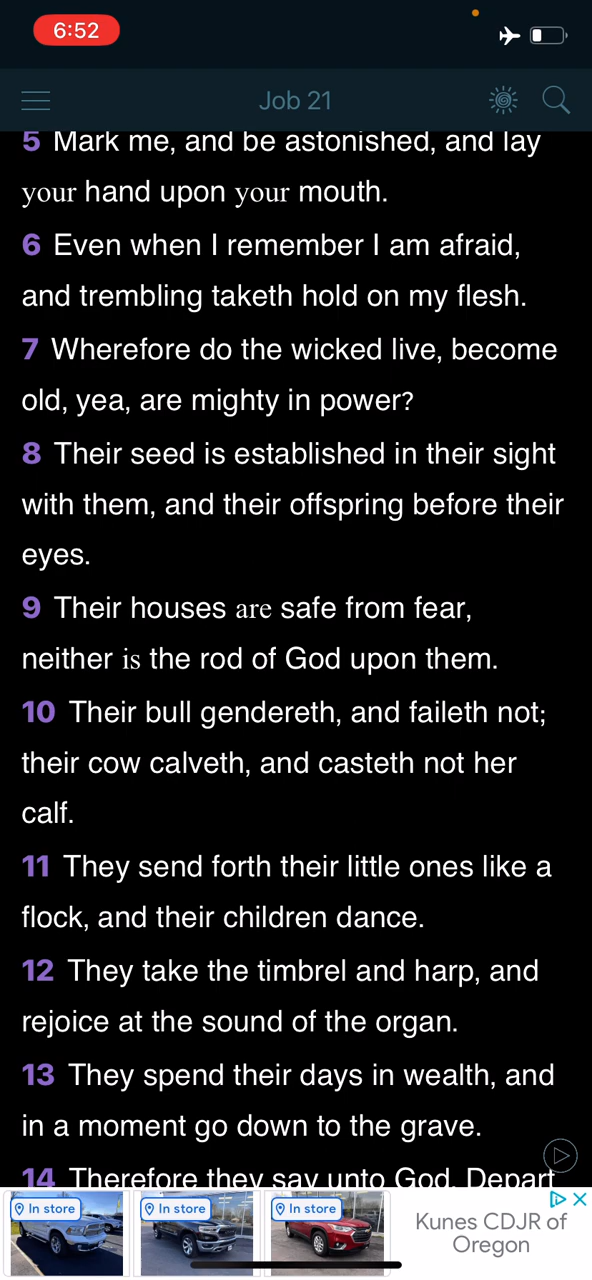 6:52
Job 21
5 Mark me, and be astonished, and lay
your hand upon your mouth.
6 Even when I remember I am afraid,
and trembling taketh hold on my flesh.
7 Wherefore do the wicked live, become
old, yea, are mighty in power?
8 Their seed is established in their sight
with them, and their offspring before their
eyes.
9 Their houses are safe from fear,
neither is the rod of God upon them.
10 Their bull gendereth, and faileth not;
their cow calveth, and casteth not her
calf.
11 They send forth their little ones like a
flock, and their children dance.
12 They take the timbrel and harp, and
rejoice at the sound of the organ.
13 They spend their days in wealth, and
in a moment go down to the grave.
14 Therefore they say unto God, Depart
In store
In store
In store
Kunes CDJR of
Oregon